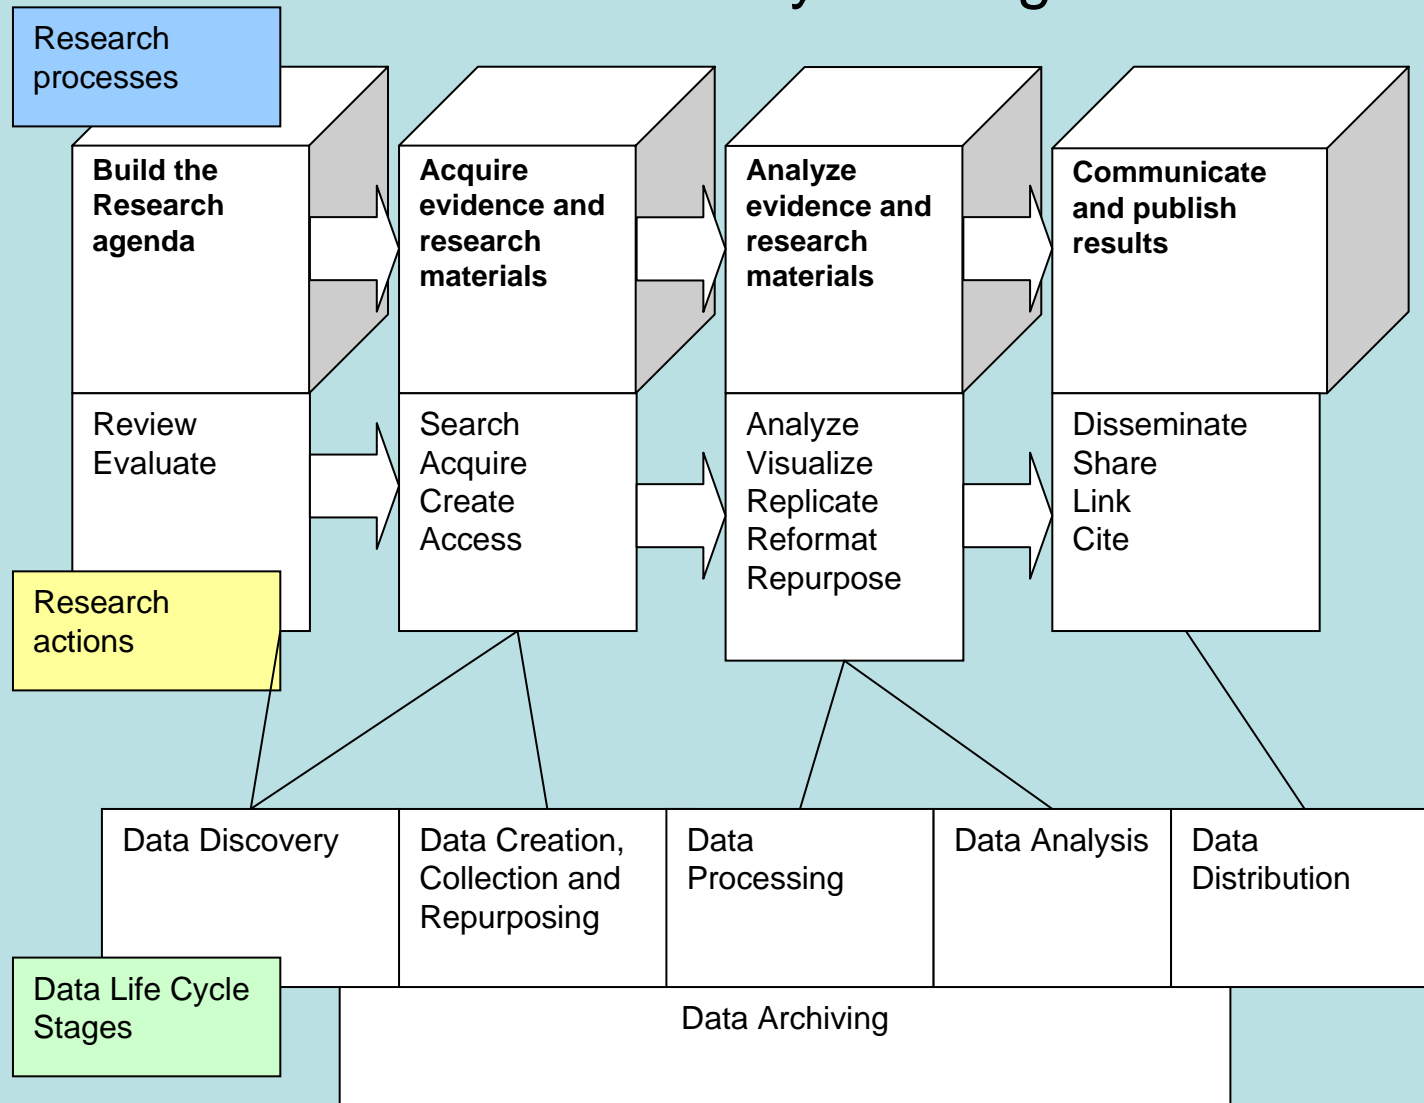 Research
processes
Build the
Research
agenda
Acquire
evidence and
research
materials
Analyze
evidence and
research
materials
Communicate
and publish
results
Review
Evaluate
Search
Acquire
Create
Access
Analyze
Visualize
Replicate
Reformat
Repurpose
Disseminate
Share
Link
Cite
Research
actions
Data Discovery
Data Creation,
Collection and
Repurposing
Data
Processing
Data Analysis
Data
Distribution
Data Life Cycle
Stages
Data Archiving